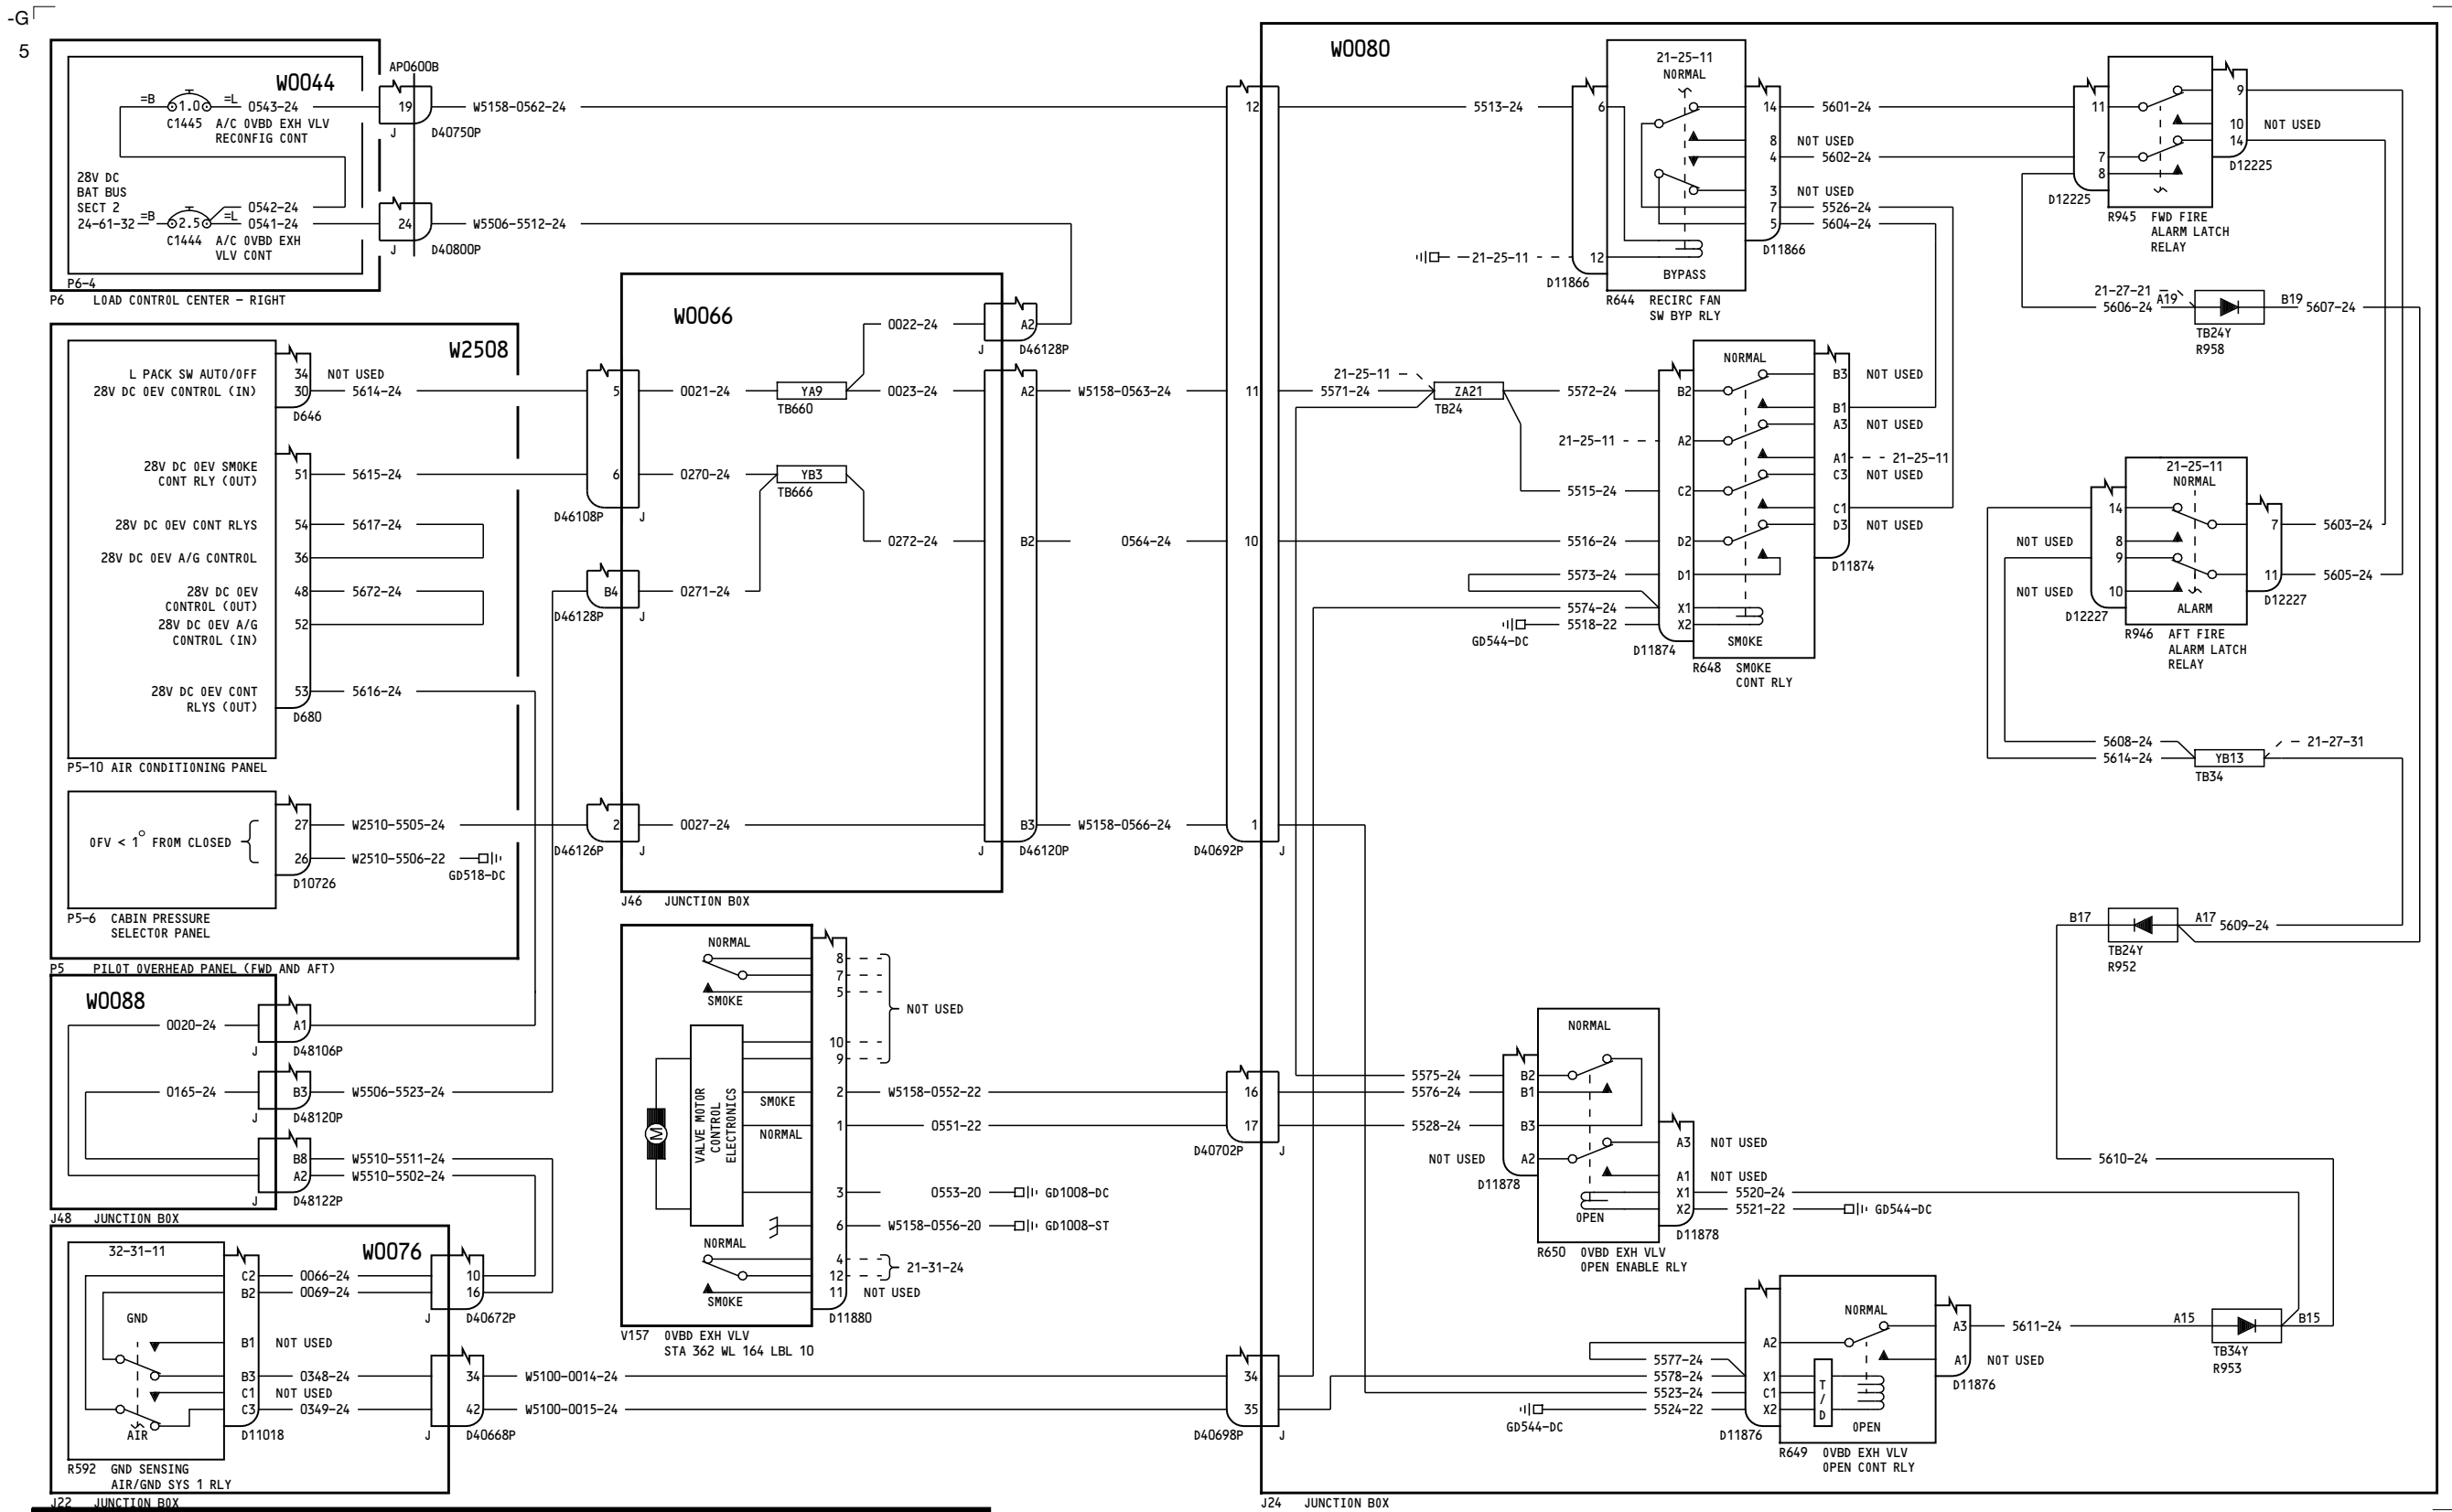 -G
5
W0044
AP0600B
=B
1.0
=L
0543-24
C1445
A/C OVBD EXH VLV
RECONFIG CONT
19
J
D40750P
W5158-0562-24
28V DC
BAT BUS
SECT 2
24-61-32
=B
2.5
=L
0542-24
0541-24
C1444
A/C OVBD EXH
VLV CONT
24
J
D40800P
W5506-5512-24
P6-4
P6 LOAD CONTROL CENTER – RIGHT
W2508
L PACK SW AUTO/OFF
34
NOT USED
28V DC OEV CONTROL (IN)
30
5614-24
D646
28V DC OEV SMOKE
CONT RLY (OUT)
51
5615-24
28V DC OEV CONT RLYS
54
5617-24
28V DC OEV A/G CONTROL
36
28V DC OEV
CONTROL (OUT)
48
5672-24
28V DC OEV A/G
CONTROL (IN)
52
28V DC OEV CONT
RLYS (OUT)
53
5616-24
D680
P5-10 AIR CONDITIONING PANEL
OFV < 1° FROM CLOSED
27
W2510-5505-24
26
W2510-5506-22
GD518-DC
D10726
P5-6 CABIN PRESSURE
SELECTOR PANEL
P5 PILOT OVERHEAD PANEL (FWD AND AFT)
W0088
0020-24
A1
J
D48106P
0165-24
B3
W5506-5523-24
J
D48120P
B8
W5510-5511-24
A2
W5510-5502-24
J
D48122P
J48 JUNCTION BOX
32-31-11
W0076
C2
0066-24
10
B2
0069-24
16
J
D40672P
GND
B1
NOT USED
B3
0348-24
34
W5100-0014-24
C1
NOT USED
C3
0349-24
42
W5100-0015-24
AIR
D11018
J
D40668P
R592 GND SENSING
AIR/GND SYS 1 RLY
J22 JUNCTION BOX
W0066
0022-24
A2
J
D46128P
5
0021-24
YA9
TB660
0023-24
A2
W5158-0563-24
6
0270-24
YB3
TB666
D46108P
J
0272-24
B2
0564-24
B4
0271-24
D46128P
J
2
0027-24
B3
W5158-0566-24
D46126P
J
J
D46120P
J46 JUNCTION BOX
NORMAL
8
7
5
SMOKE
NOT USED
10
9
VALVE MOTOR
CONTROL
ELECTRONICS
M
SMOKE
2
W5158-0552-22
NORMAL
1
0551-22
3
0553-20
GD1008-DC
6
W5158-0556-20
GD1008-ST
NORMAL
4
12
21-31-24
11
NOT USED
SMOKE
D11880
V157 OVBD EXH VLV
STA 362 WL 164 LBL 10
W0080
12
11
10
1
D40692P
J
16
17
D40702P
J
34
35
D40698P
J
5513-24
6
21-25-11
NORMAL
14
5601-24
8
NOT USED
4
5602-24
3
NOT USED
7
5526-24
5
5604-24
21-25-11
12
BYPASS
D11866
D11866
R644 RECIRC FAN
SW BYP RLY
11
9
10
NOT USED
14
7
8
D12225
D12225
R945 FWD FIRE
ALARM LATCH
RELAY
21-27-21
5606-24
A19
B19
5607-24
TB24Y
R958
21-25-11
5571-24
ZA21
TB24
5572-24
B2
NORMAL
B3
NOT USED
B1
A3
NOT USED
21-25-11
A2
A1
21-25-11
C3
NOT USED
5515-24
C2
C1
D3
NOT USED
5516-24
D2
5573-24
D1
D11874
5574-24
X1
5518-22
X2
GD544-DC
SMOKE
D11874
R648 SMOKE
CONT RLY
21-25-11
NORMAL
14
7
5603-24
NOT USED
8
9
11
5605-24
NOT USED
10
ALARM
D12227
D12227
R946 AFT FIRE
ALARM LATCH
RELAY
5608-24
5614-24
YB13
TB34
21-27-31
B17
A17
5609-24
TB24Y
R952
NORMAL
5575-24
B2
5576-24
B1
5528-24
B3
A3
NOT USED
NOT USED
A2
A1
NOT USED
D11878
X1
5520-24
X2
5521-22
GD544-DC
OPEN
D11878
R650 OVBD EXH VLV
OPEN ENABLE RLY
5610-24
NORMAL
A2
A3
5611-24
A15
B15
TB34Y
R953
5577-24
A1
NOT USED
5578-24
X1
5523-24
C1
5524-22
X2
T/D
GD544-DC
OPEN
D11876
D11876
R649 OVBD EXH VLV
OPEN CONT RLY
J24 JUNCTION BOX